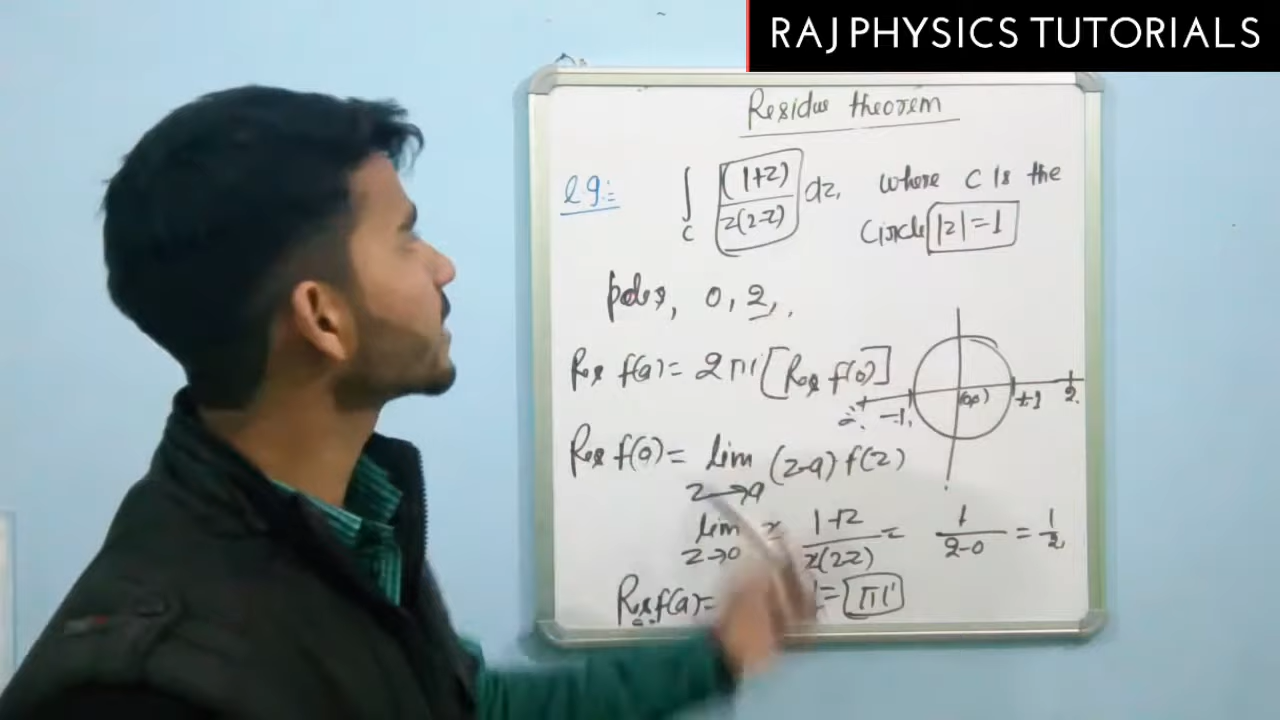 RAJ PHYSICS TUTORIALS
Residue theorem
e.g:- ∫_C (1+z)/z(2-z) dz, where C is the
Circle |z|=1
poles, 0, 2,
Res f(a)= 2πi [Res f(0)]
-2 -1 (0,0) +1 2
Res f(a)= lim z→a (z-a) f(z)
lim z→0 z 1+z/z(2-z) = 1/2-0 = 1/2
Res f(a)= = πi